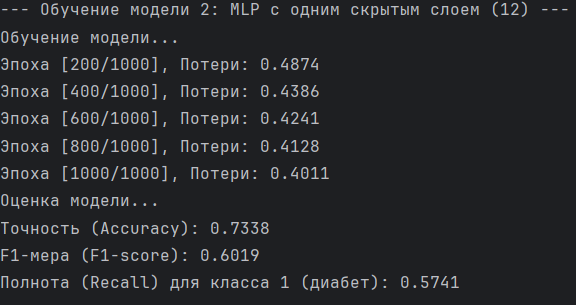 --- Обучение модели 2: MLP с одним скрытым слоем (12) ---
Обучение модели...
Эпоха [200/1000], Потери: 0.4874
Эпоха [400/1000], Потери: 0.4386
Эпоха [600/1000], Потери: 0.4241
Эпоха [800/1000], Потери: 0.4128
Эпоха [1000/1000], Потери: 0.4011
Оценка модели...
Точность (Accuracy): 0.7338
F1-мера (F1-score): 0.6019
Полнота (Recall) для класса 1 (диабет): 0.5741